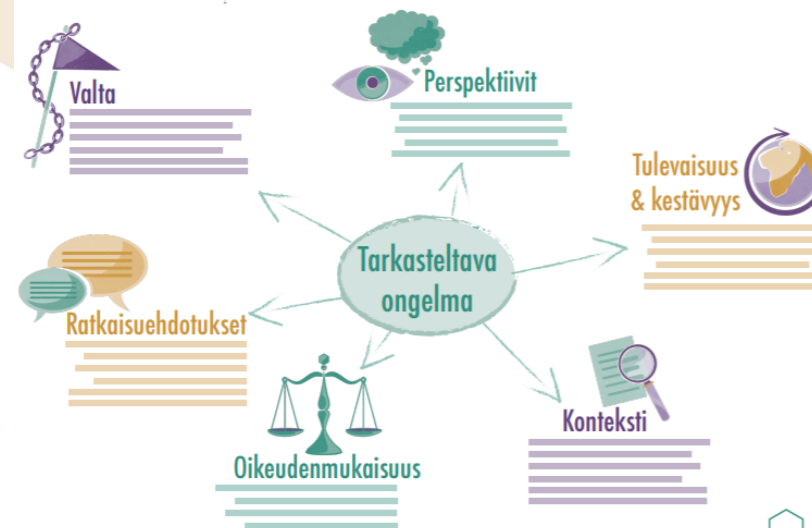 Valta
Perspektiivit
Tulevaisuus
& kestävyys
Tarkasteltava
ongelma
Ratkaisuehdotukset
Konteksti
Oikeudenmukaisuus